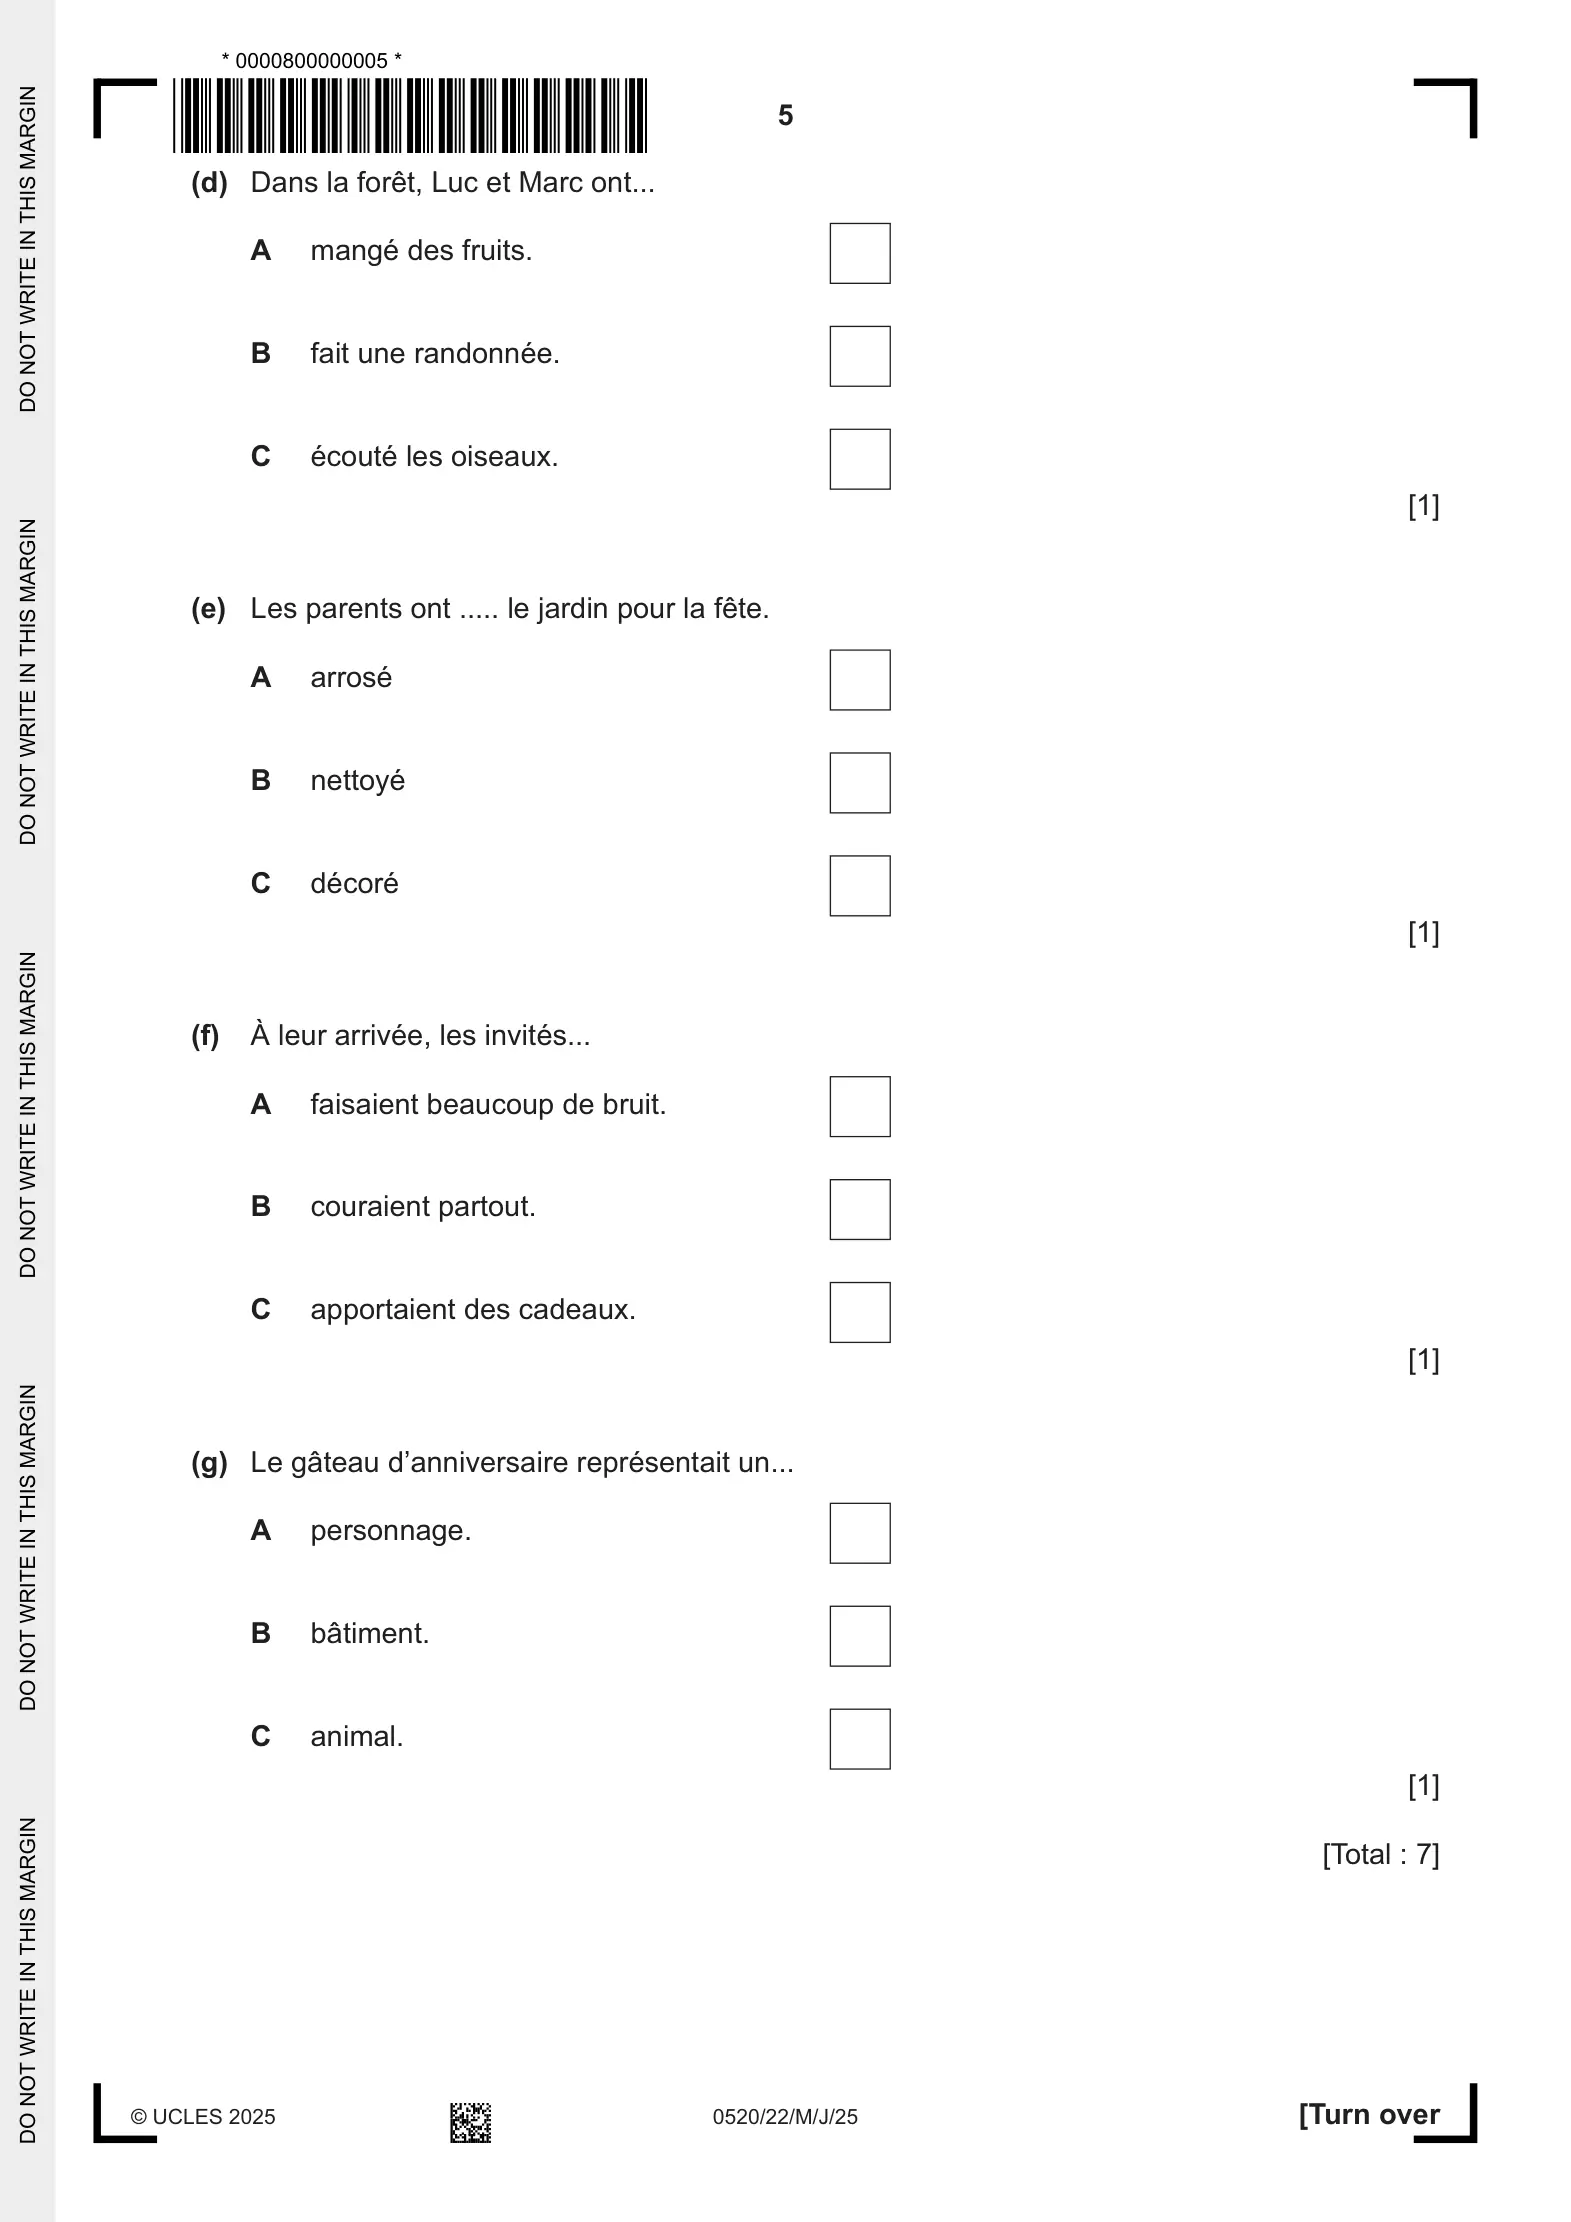 * 0000800000005 *
5
(d) Dans la forêt, Luc et Marc ont...
A mangé des fruits.
B fait une randonnée.
C écouté les oiseaux.
[1]
(e) Les parents ont ..... le jardin pour la fête.
A arrosé
B nettoyé
C décoré
[1]
(f) À leur arrivée, les invités...
A faisaient beaucoup de bruit.
B couraient partout.
C apportaient des cadeaux.
[1]
(g) Le gâteau d’anniversaire représentait un...
A personnage.
B bâtiment.
C animal.
[1]
[Total : 7]
© UCLES 2025
0520/22/M/J/25
[Turn over
DO NOT WRITE IN THIS MARGIN
DO NOT WRITE IN THIS MARGIN
DO NOT WRITE IN THIS MARGIN
DO NOT WRITE IN THIS MARGIN
DO NOT WRITE IN THIS MARGIN